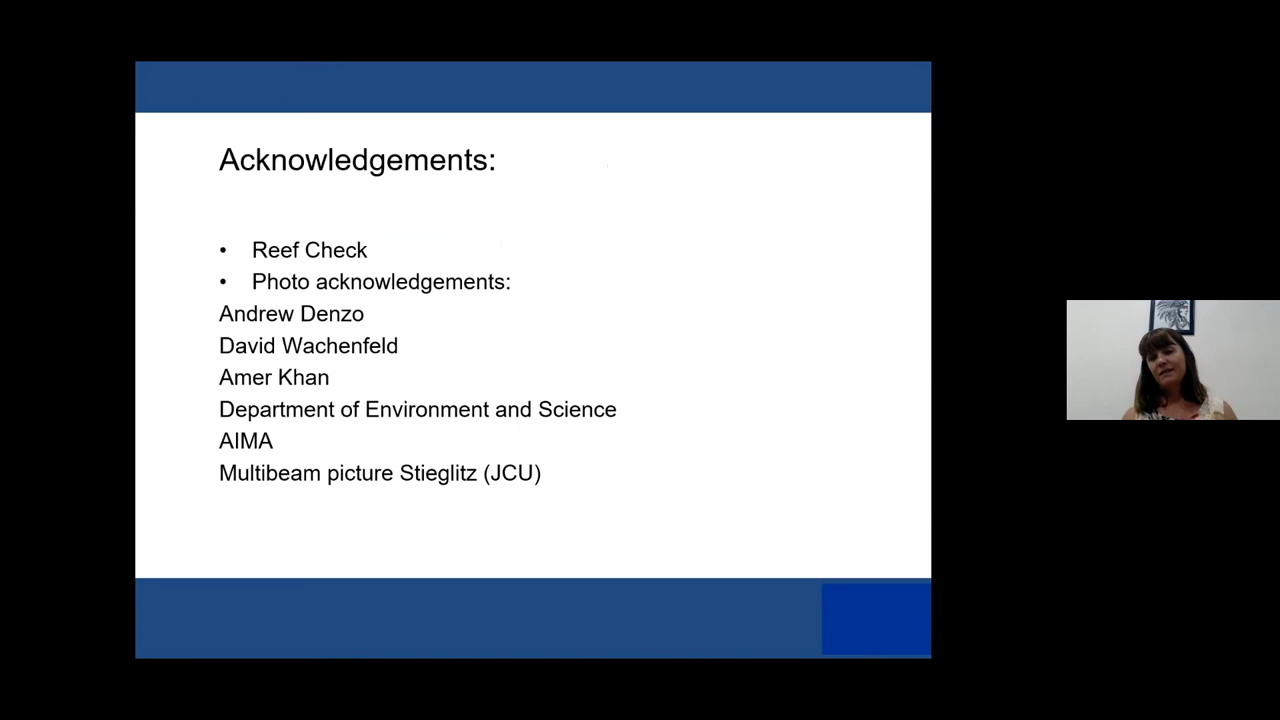 Acknowledgements:
• Reef Check
• Photo acknowledgements:
Andrew Denzo
David Wachenfeld
Amer Khan
Department of Environment and Science
AIMA
Multibeam picture Stieglitz (JCU)